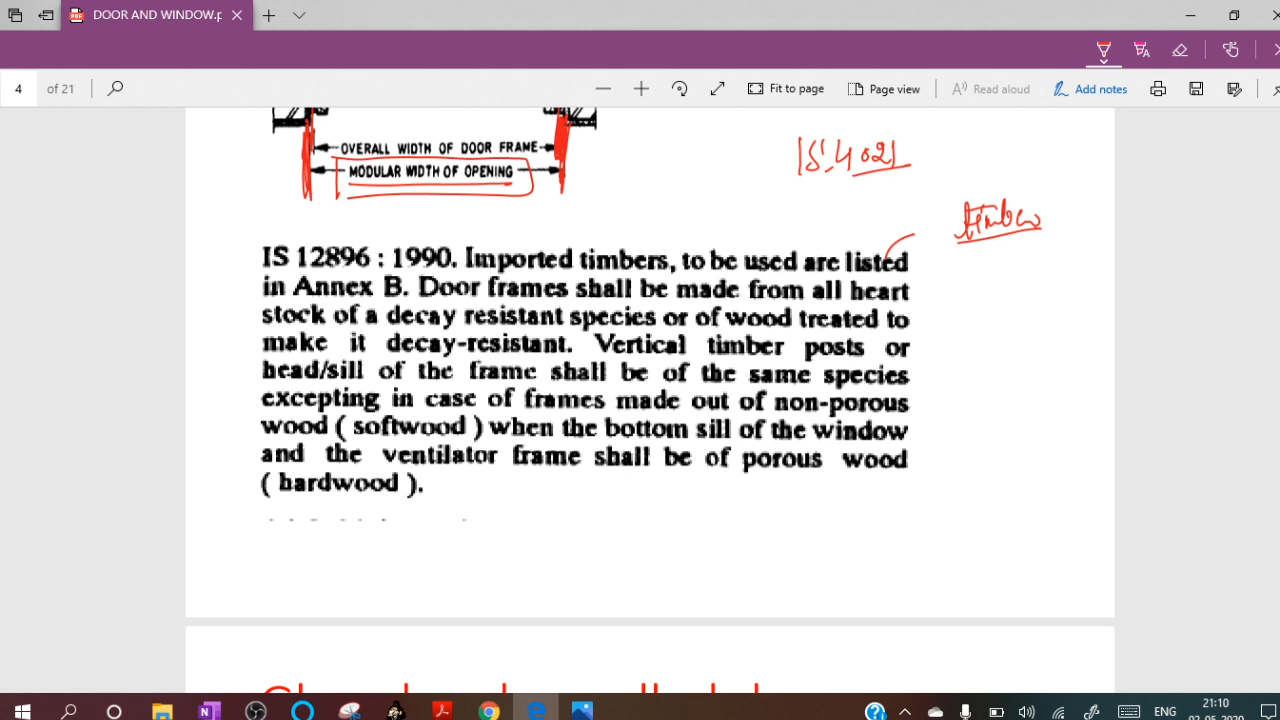 DOOR AND WINDOW.p
4 of 21
Fit to page
Page view
Read aloud
Add notes
OVERALL WIDTH OF DOOR FRAME
MODULAR WIDTH OF OPENING
IS: 4021
timber
IS 12896 : 1990. Imported timbers, to be used are listed
in Annex B. Door frames shall be made from all heart
stock of a decay resistant species or of wood treated to
make it decay-resistant. Vertical timber posts or
head/sill of the frame shall be of the same species
excepting in case of frames made out of non-porous
wood ( softwood ) when the bottom sill of the window
and the ventilator frame shall be of porous wood
( hardwood ).
ENG
21:10
02-05-2020